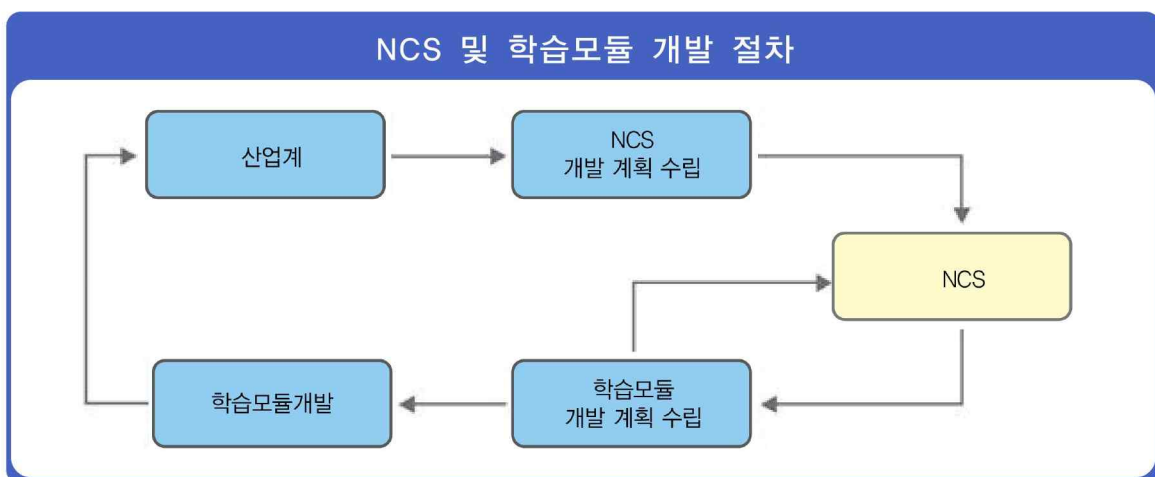 NCS 및 학습모듈 개발 절차
산업계
NCS
개발 계획 수립
NCS
학습모듈개발
학습모듈
개발 계획 수립